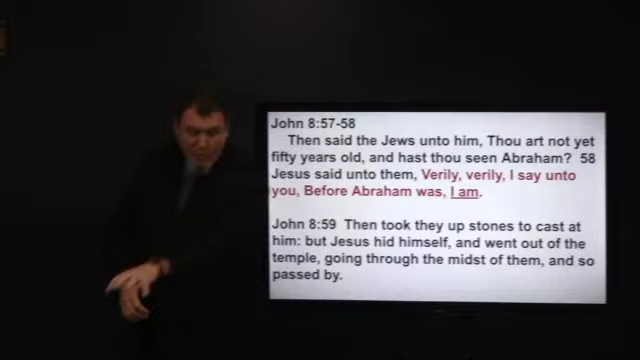 John 8:57-58
Then said the Jews unto him, Thou art not yet
fifty years old, and hast thou seen Abraham?  58
Jesus said unto them, Verily, verily, I say unto
you, Before Abraham was, I am.
John 8:59  Then took they up stones to cast at
him: but Jesus hid himself, and went out of the
temple, going through the midst of them, and so
passed by.